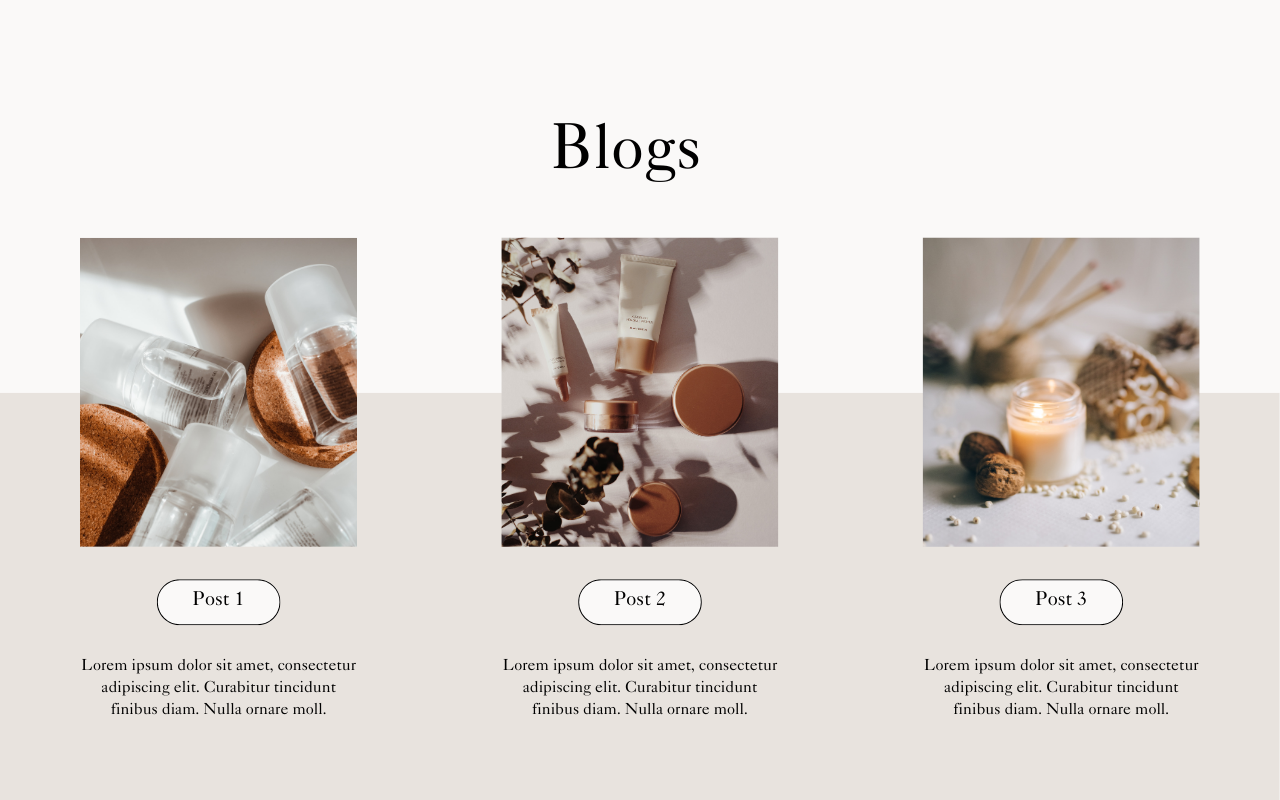 Blogs
Post 1
Lorem ipsum dolor sit amet, consectetur
adipiscing elit. Curabitur tincidunt
finibus diam. Nulla ornare moll.
Post 2
Lorem ipsum dolor sit amet, consectetur
adipiscing elit. Curabitur tincidunt
finibus diam. Nulla ornare moll.
Post 3
Lorem ipsum dolor sit amet, consectetur
adipiscing elit. Curabitur tincidunt
finibus diam. Nulla ornare moll.